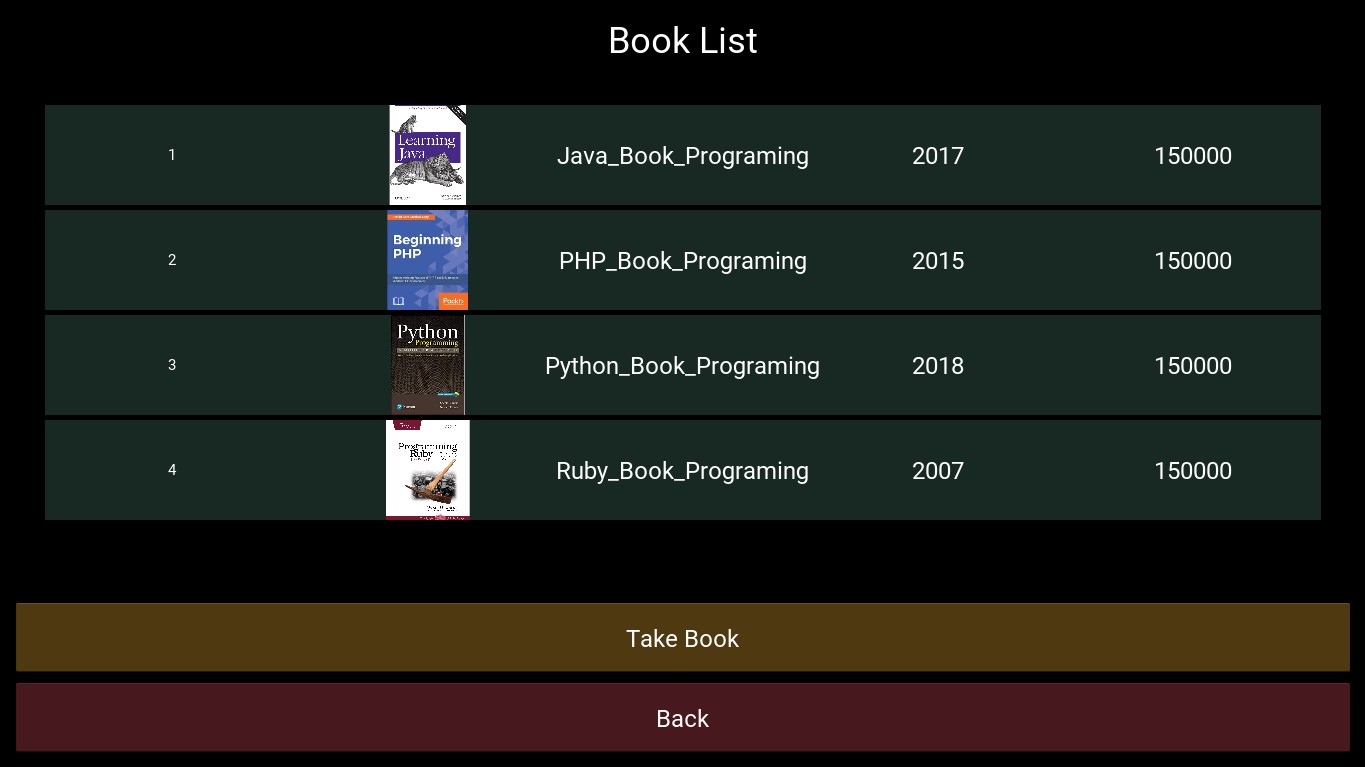 Book List
1
Learning
Java
Java_Book_Programing
2017
150000
2
Beginning
PHP
Packt
PHP_Book_Programing
2015
150000
3
Python
Programming
Python_Book_Programing
2018
150000
4
Programming
Ruby
Ruby_Book_Programing
2007
150000
Take Book
Back